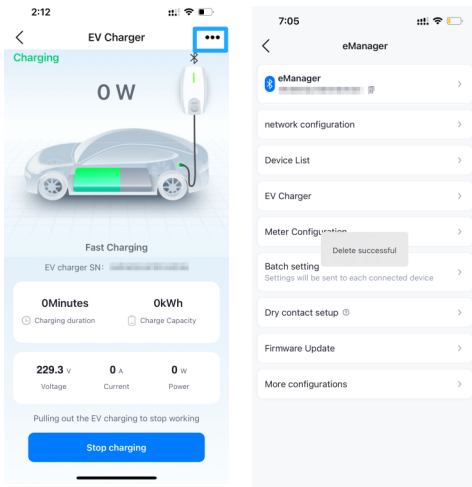 2:12
EV Charger
Charging
0 W
Fast Charging
EV charger SN:
0Minutes
0kWh
Charging duration
Charge Capacity
229.3 V
0 A
0 W
Voltage
Current
Power
Pulling out the EV charging to stop working
Stop charging
7:05
eManager
eManager
network configuration
Device List
EV Charger
Meter Configuration
Delete successful
Batch setting
Settings will be sent to each connected device
Dry contact setup
Firmware Update
More configurations